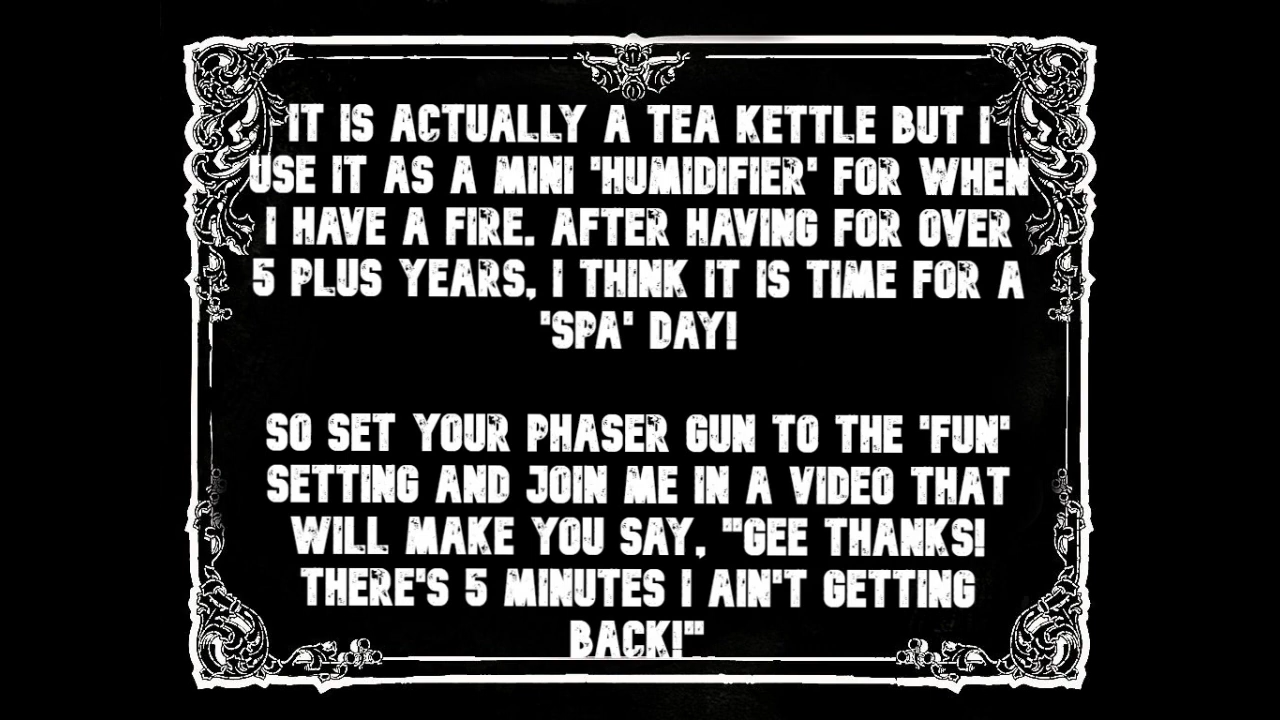 IT IS ACTUALLY A TEA KETTLE BUT I
USE IT AS A MINI 'HUMIDIFIER' FOR WHEN
I HAVE A FIRE. AFTER HAVING FOR OVER
5 PLUS YEARS, I THINK IT IS TIME FOR A
'SPA' DAY!
SO SET YOUR PHASER GUN TO THE 'FUN'
SETTING AND JOIN ME IN A VIDEO THAT
WILL MAKE YOU SAY, "GEE THANKS!
THERE'S 5 MINUTES I AIN'T GETTING
BACK!"